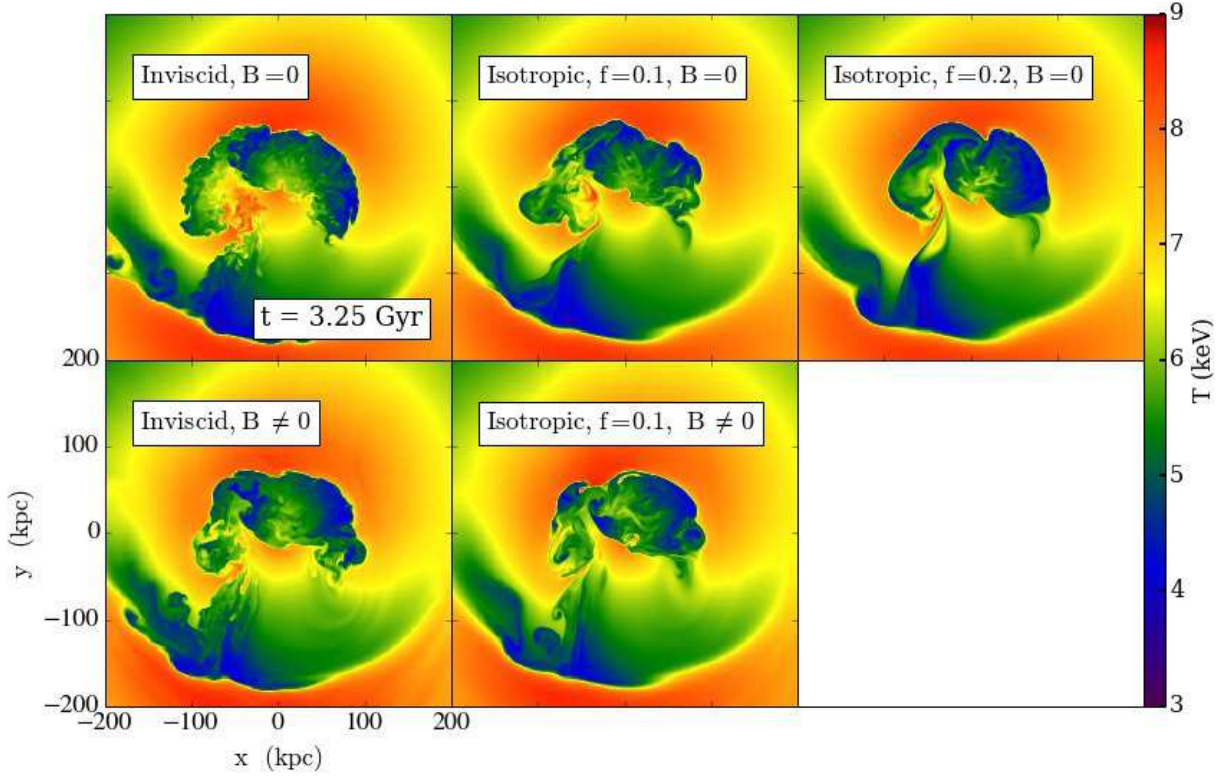 Inviscid, B=0
Isotropic, f=0.1, B=0
Isotropic, f=0.2, B=0
t = 3.25 Gyr
Inviscid, B ≠ 0
Isotropic, f=0.1, B ≠ 0
200
100
0
−100
−200
y (kpc)
−200
−100
0
100
200
x (kpc)
9
8
7
6
5
4
3
T (keV)